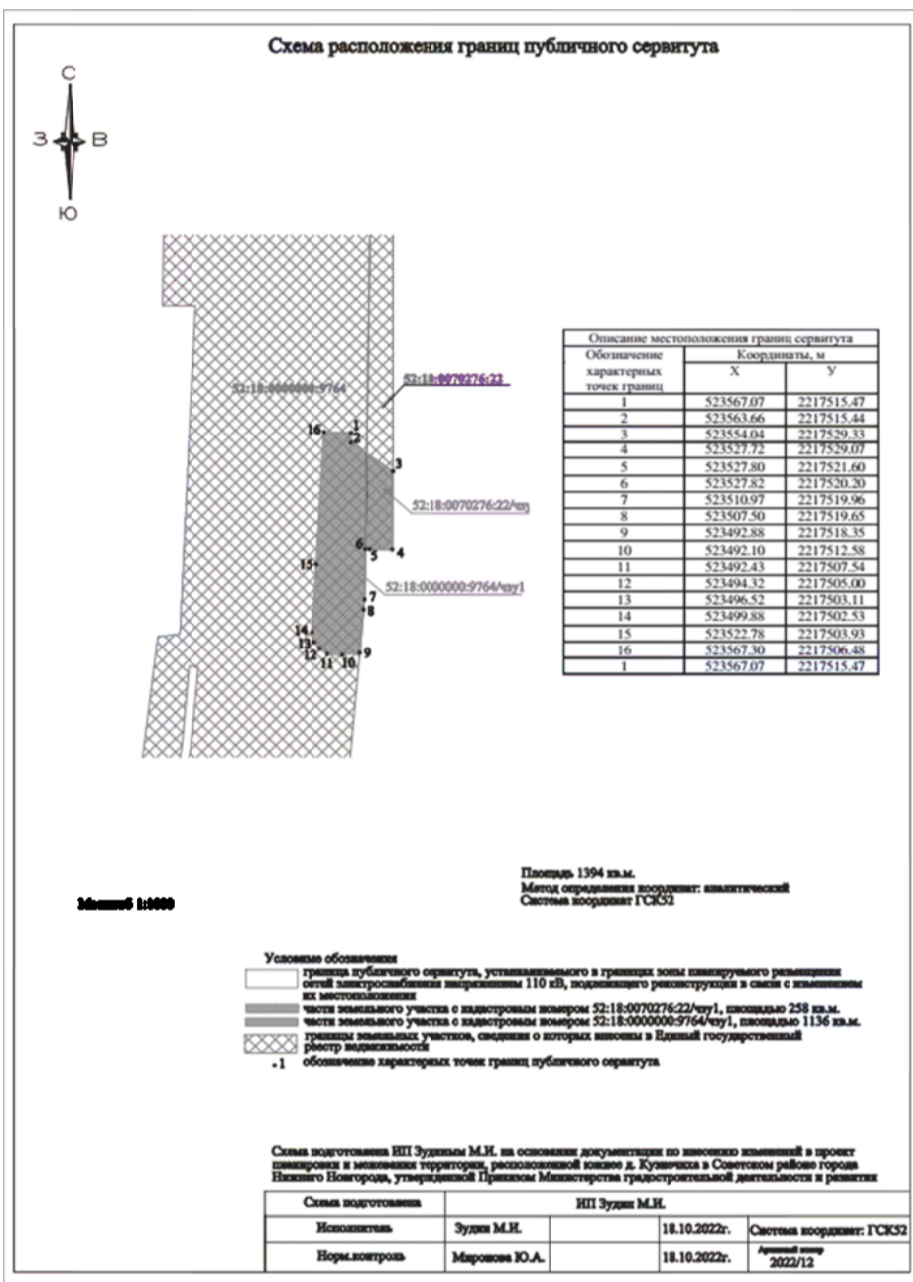 Схема расположения границ публичного сервитута
С
З В
Ю
52:18:0000000:9764
52:18:0070276:22
16 1
2
3
52:18:0070276:22/чзу
6
5 4
15
52:18:0000000:9764/чзу1
7
8
14
13
12 9
11 10
Описание местоположения границ сервитута
Обозначение характерных точек границ Координаты, м
X У
1 523567.07 2217515.47
2 523563.66 2217515.44
3 523554.04 2217529.33
4 523527.72 2217529.07
5 523527.80 2217521.60
6 523527.82 2217520.20
7 523510.97 2217519.96
8 523507.50 2217519.65
9 523492.88 2217518.35
10 523492.10 2217512.58
11 523492.43 2217507.54
12 523494.32 2217505.00
13 523496.52 2217503.11
14 523499.88 2217502.53
15 523522.78 2217503.93
16 523567.30 2217506.48
1 523567.07 2217515.47
Площадь 1394 кв.м.
Метод определения координат: аналитический
Система координат ГСК52
Масштаб
Условные обозначения
граница публичного сервитута, устанавливаемого в границах зоны планируемого размещения
сетей электроснабжения напряжением 110 кВ, подлежащего реконструкции в связи с изменением
их местоположения
части земельного участка с кадастровым номером 52:18:0070276:22/чзу1, площадью 258 кв.м.
части земельного участка с кадастровым номером 52:18:0000000:9764/чзу1, площадью 1136 кв.м.
границы земельных участков, сведения о которых внесены в Единый государственный
реестр недвижимости
•1 обозначение характерных точек границ публичного сервитута
Схема подготовлена ИП Зудиным М.И. на основании документации по внесению изменений в проект
планировки и межевания территории, расположенной южнее д. Кузнечиха в Советском районе города
Нижнего Новгорода, утвержденной Приказом Министерства градостроительной деятельности и развития
Схема подготовлена ИП Зудин М.И.
Исполнитель Зудин М.И. 18.10.2022г. Система координат: ГСК52
Норм.контроль Миронова Ю.А. 18.10.2022г. Архивный номер
2022/12